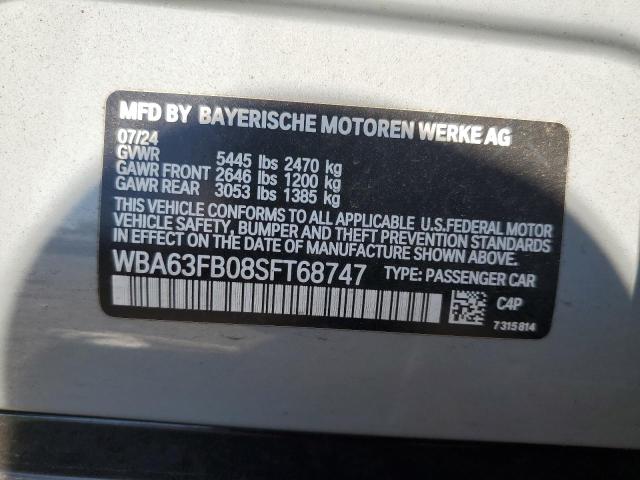 MFD BY BAYERISCHE MOTOREN WERKE AG
07/24
GVWR 5445 lbs 2470 kg
GAWR FRONT 2646 lbs 1200 kg
GAWR REAR 3053 lbs 1385 kg
THIS VEHICLE CONFORMS TO ALL APPLICABLE U.S.FEDERAL MOTOR
VEHICLE SAFETY, BUMPER AND THEFT PREVENTION STANDARDS
IN EFFECT ON THE DATE OF MANUFACTURE SHOWN ABOVE.
WBA63FB08SFT68747 TYPE: PASSENGER CAR
C4P
7315814